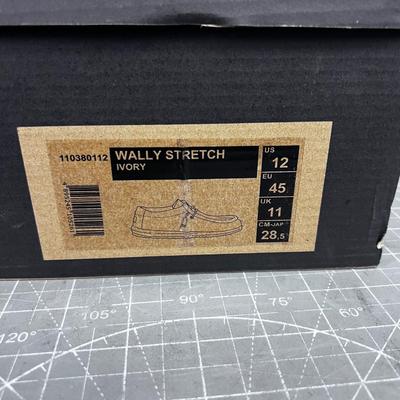 110380112
WALLY STRETCH
IVORY
US
12
EU
45
UK
11
CM-JAP
28,5
120°
105°
90°
75°
60°